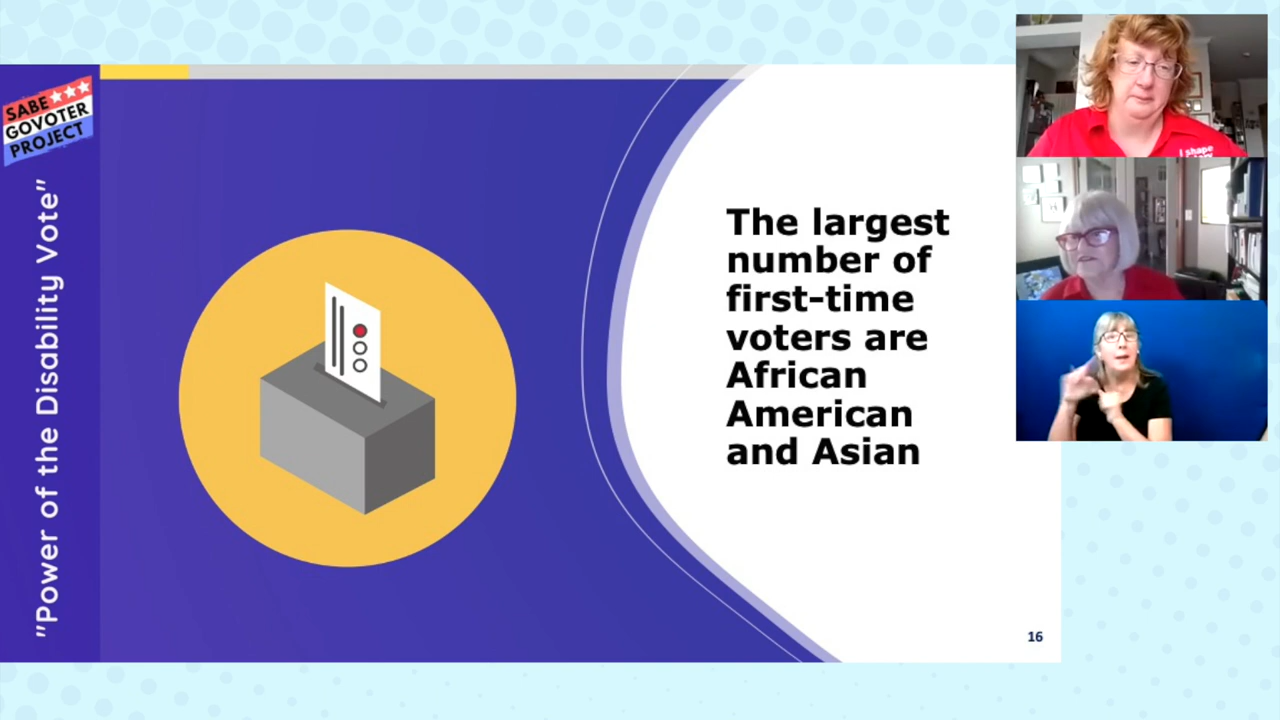 SABE
GOVOTER
PROJECT
"Power of the Disability Vote"
The largest
number of
first-time
voters are
African
American
and Asian
16
I shape